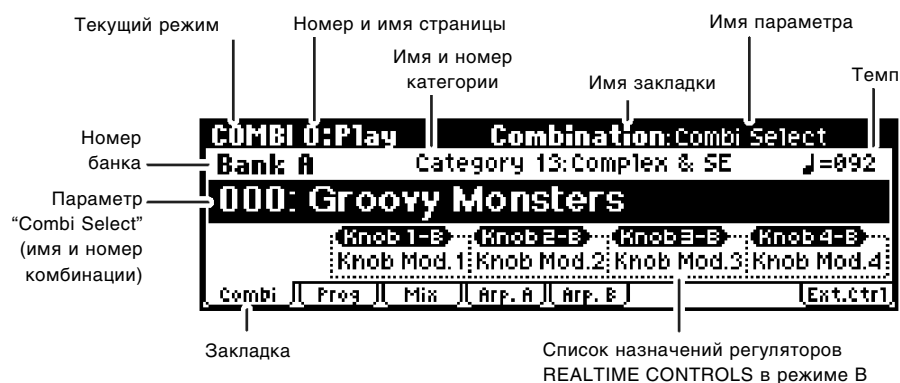 Текущий режим
Номер и имя страницы
Имя параметра
Имя и номер
категории
Имя закладки
Темп
Номер
банка
Параметр
“Combi Select”
(имя и номер
комбинации)
COMBI 0:Play Combination:Combi Select
Bank A Category 13:Complex & SE ♩=092
000: Groovy Monsters
Knob 1-B Knob 2-B Knob 3-B Knob 4-B
Knob Mod.1 Knob Mod.2 Knob Mod.3 Knob Mod.4
Combi Prog Mix Arp. A Arp. B Ext.Ctrl
Закладка
Список назначений регуляторов
REALTIME CONTROLS в режиме B